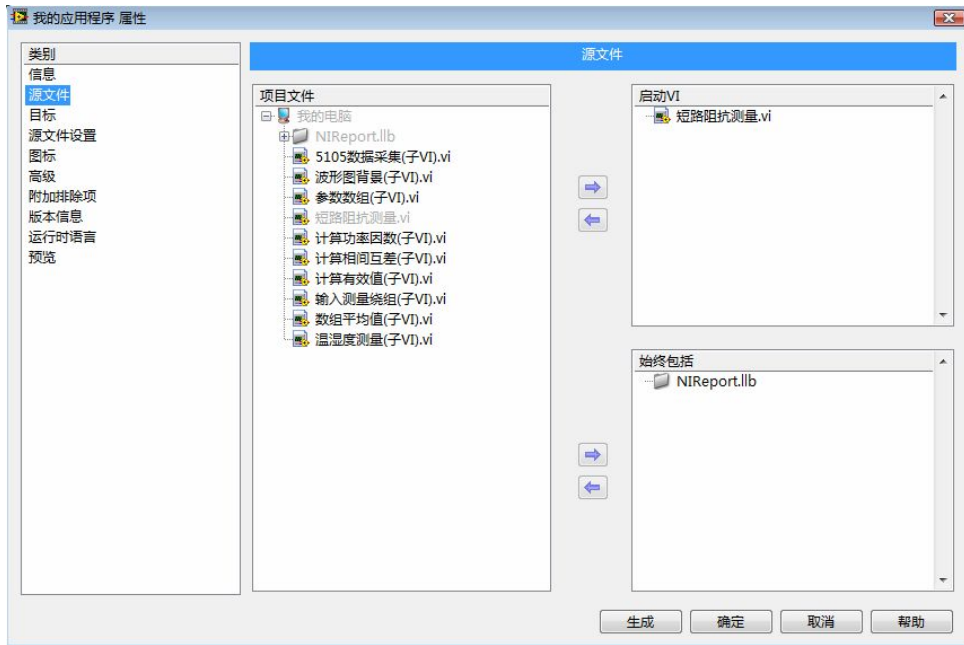 我的应用程序 属性
类别
信息
源文件
目标
源文件设置
图标
高级
附加排除项
版本信息
运行时语言
预览
源文件
项目文件
我的电脑
NIReport.llb
5105数据采集(子VI).vi
波形图背景(子VI).vi
参数数组(子VI).vi
短路阻抗测量.vi
计算功率因数(子VI).vi
计算相间互差(子VI).vi
计算有效值(子VI).vi
输入测量绕组(子VI).vi
数组平均值(子VI).vi
温湿度测量(子VI).vi
启动VI
短路阻抗测量.vi
始终包括
NIReport.llb
生成
确定
取消
帮助